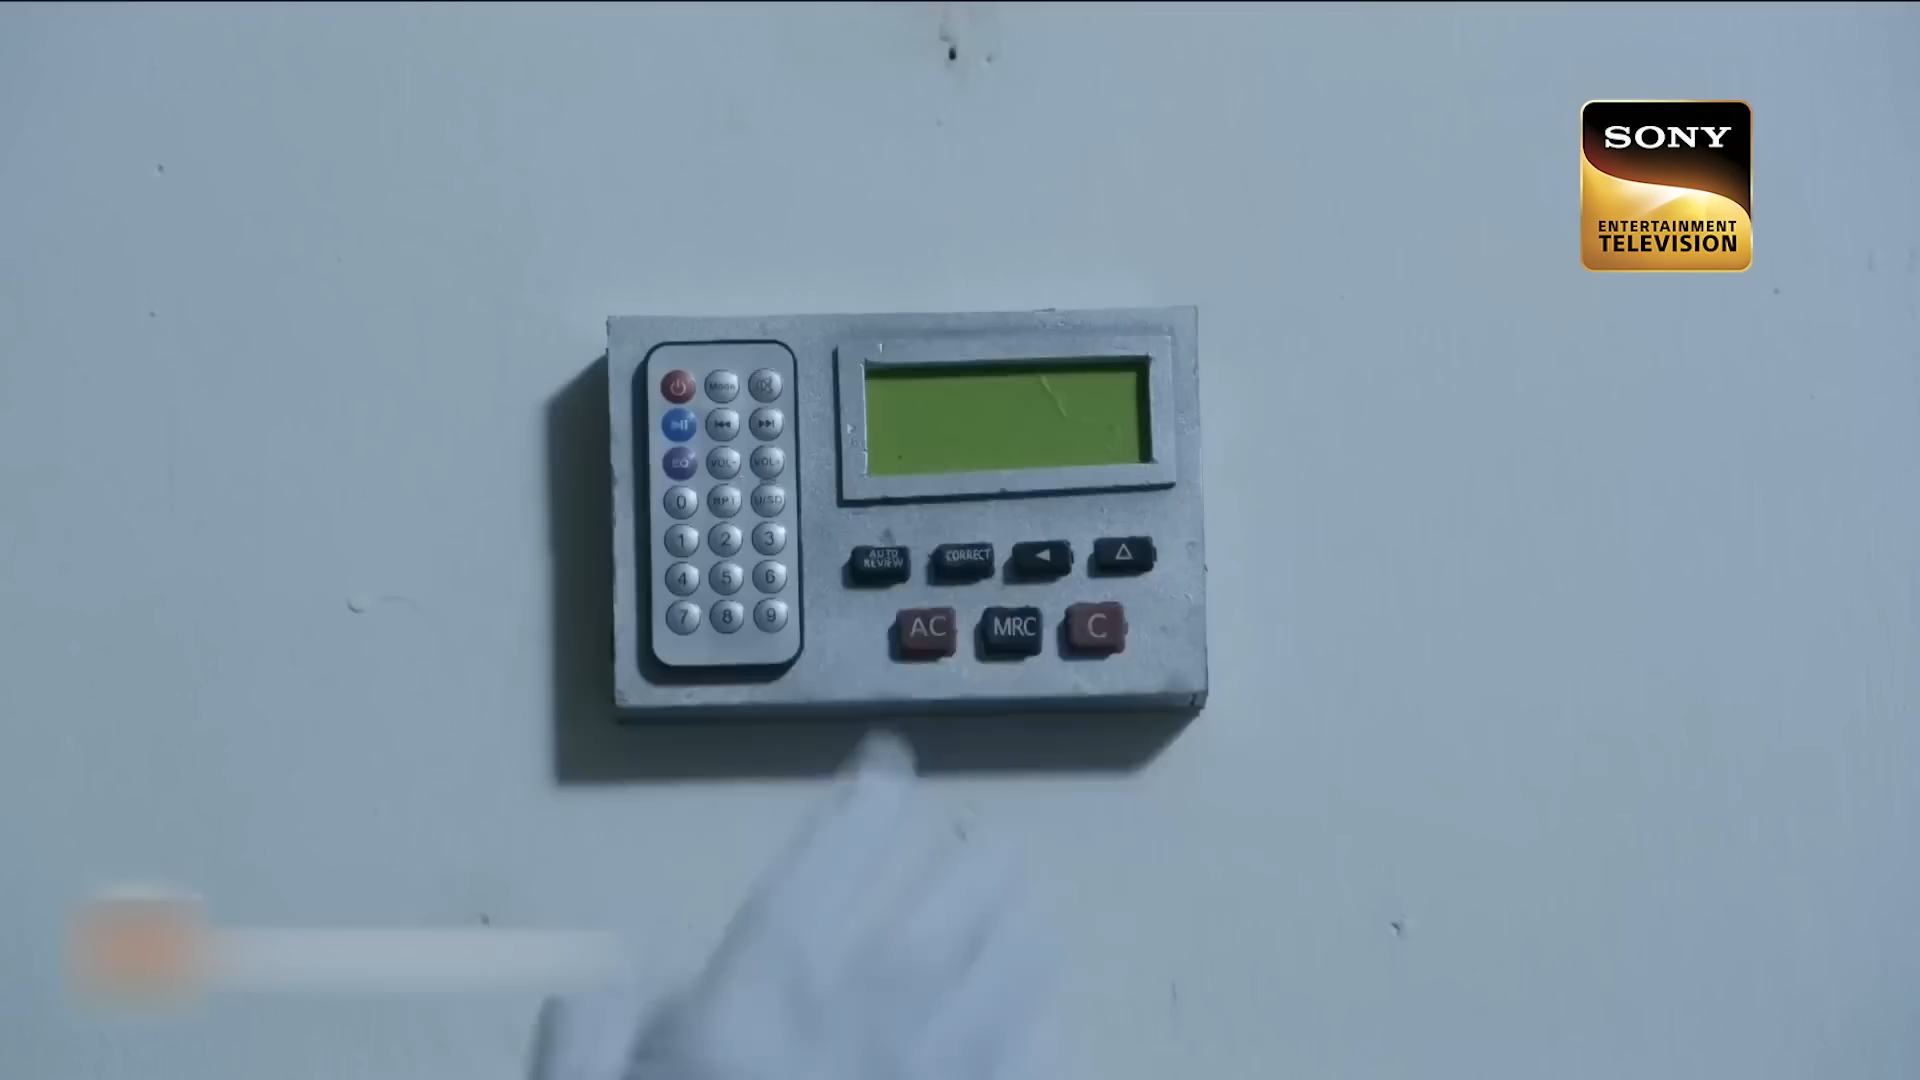 SONY
ENTERTAINMENT
TELEVISION
Mode
EQ VOL- VOL+
0 RPT U/SD
1 2 3
4 5 6
7 8 9
AUTO REVIEW CORRECT ◀ △
AC MRC C